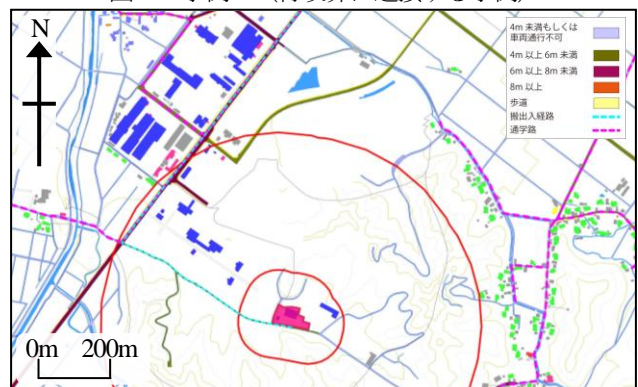 N
4m 未満もしくは
車両通行不可
4m 以上 6m 未満
6m 以上 8m 未満
8m 以上
歩道
搬出入経路
通学路
0m 200m